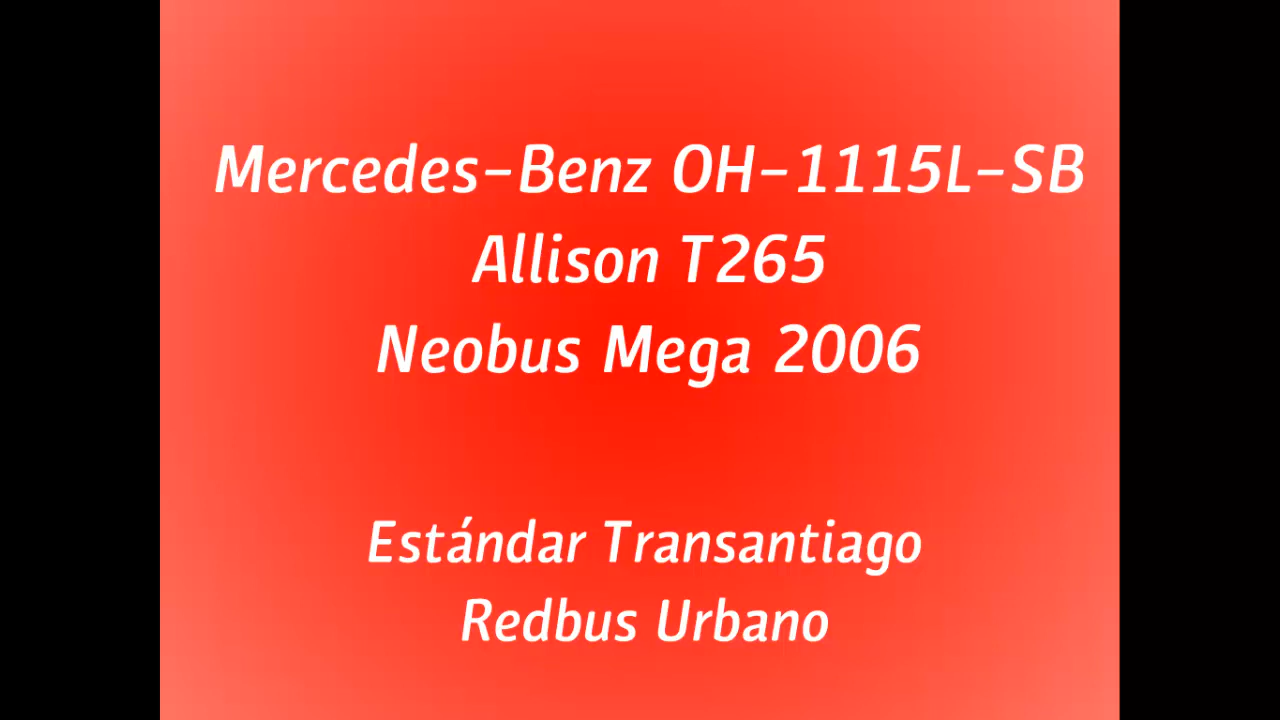 Mercedes-Benz OH-1115L-SB
Allison T265
Neobus Mega 2006
Estándar Transantiago
Redbus Urbano